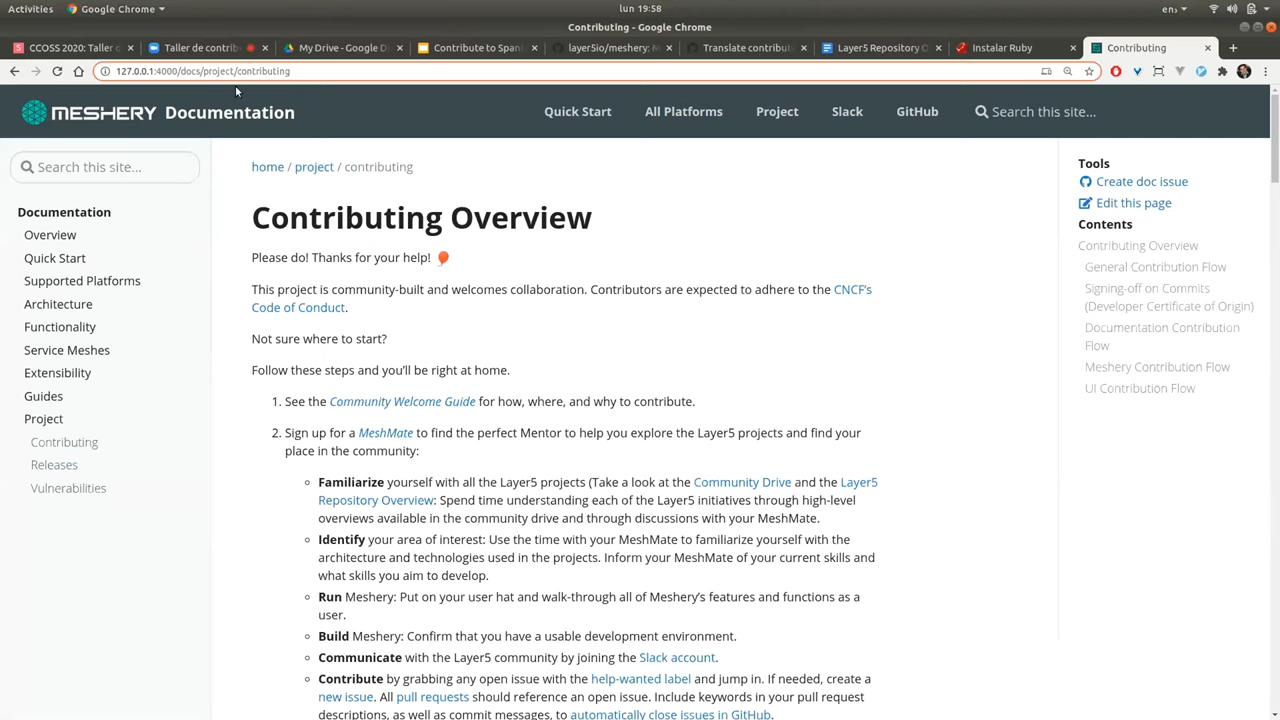 Activities
Google Chrome
lun 19:58
en₅
Contributing - Google Chrome
CCOSS 2020: Taller d
Taller de contrib
My Drive - Google D
Contribute to Span
layer5io/meshery: M
Translate contribut
Layer5 Repository O
Instalar Ruby
Contributing
127.0.0.1:4000/docs/project/contributing
MESHERY Documentation
Quick Start
All Platforms
Project
Slack
GitHub
Search this site...
Search this site...
Documentation
Overview
Quick Start
Supported Platforms
Architecture
Functionality
Service Meshes
Extensibility
Guides
Project
Contributing
Releases
Vulnerabilities
home / project / contributing
Contributing Overview
Please do! Thanks for your help! 🎈
This project is community-built and welcomes collaboration. Contributors are expected to adhere to the CNCF's
Code of Conduct.
Not sure where to start?
Follow these steps and you'll be right at home.
1. See the Community Welcome Guide for how, where, and why to contribute.
2. Sign up for a MeshMate to find the perfect Mentor to help you explore the Layer5 projects and find your
place in the community:
Familiarize yourself with all the Layer5 projects (Take a look at the Community Drive and the Layer5
Repository Overview: Spend time understanding each of the Layer5 initiatives through high-level
overviews available in the community drive and through discussions with your MeshMate.
Identify your area of interest: Use the time with your MeshMate to familiarize yourself with the
architecture and technologies used in the projects. Inform your MeshMate of your current skills and
what skills you aim to develop.
Run Meshery: Put on your user hat and walk-through all of Meshery's features and functions as a
user.
Build Meshery: Confirm that you have a usable development environment.
Communicate with the Layer5 community by joining the Slack account.
Contribute by grabbing any open issue with the help-wanted label and jump in. If needed, create a
new issue. All pull requests should reference an open issue. Include keywords in your pull request
descriptions, as well as commit messages, to automatically close issues in GitHub.
Tools
Create doc issue
Edit this page
Contents
Contributing Overview
General Contribution Flow
Signing-off on Commits
(Developer Certificate of Origin)
Documentation Contribution
Flow
Meshery Contribution Flow
UI Contribution Flow